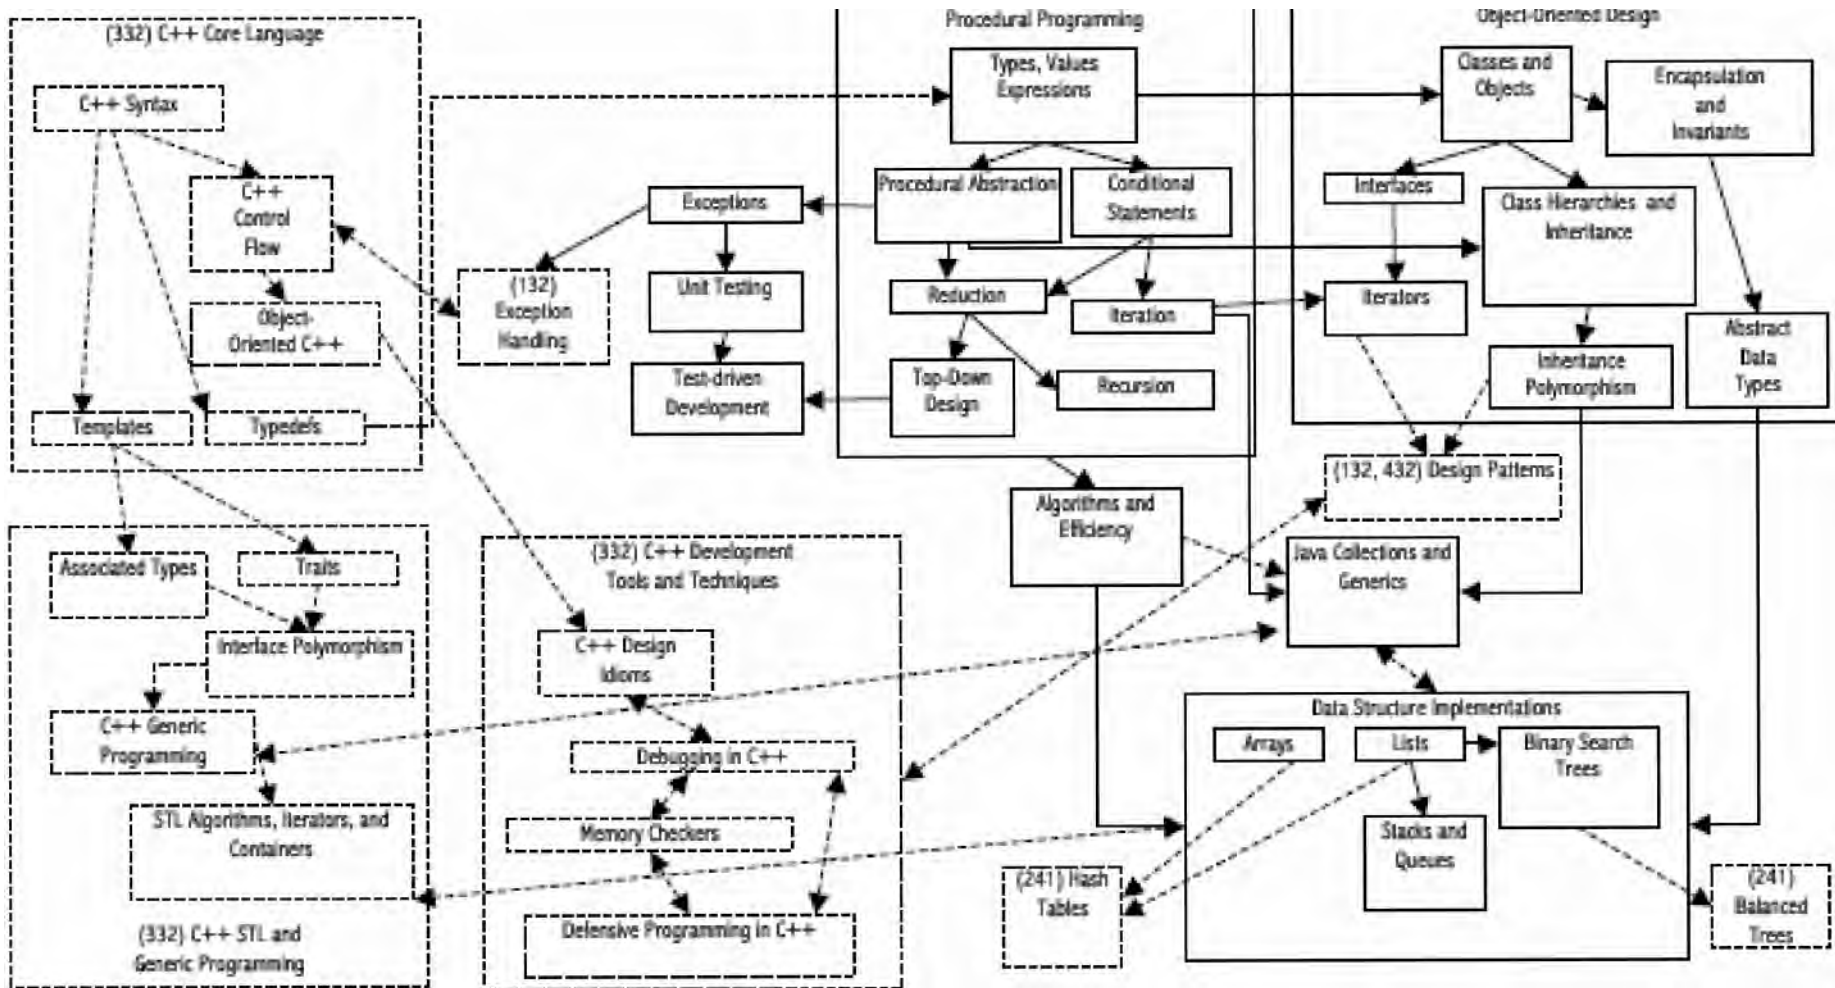 (332) C++ Core Language
C++ Syntax
C++
Control
Flow
Object-
Oriented C++
Templates
Typedefs
Exceptions
(132)
Exception
Handling
Unit Testing
Test-driven
Development
Procedural Programming
Types, Values
Expressions
Procedural Abstraction
Conditional
Statements
Reduction
Iteration
Top-Down
Design
Recursion
Object-Oriented Design
Classes and
Objects
Encapsulation
and
Invariants
Interfaces
Class Hierarchies and
Inheritance
Iterators
Inheritance
Polymorphism
Abstract
Data
Types
(132, 432) Design Patterns
Algorithms and
Efficiency
Java Collections and
Generics
Associated Types
Traits
Interface Polymorphism
C++ Generic
Programming
STL Algorithms, Iterators, and
Containers
(332) C++ STL and
Generic Programming
(332) C++ Development
Tools and Techniques
C++ Design
Idioms
Debugging in C++
Memory Checkers
Defensive Programming in C++
Data Structure Implementations
Arrays
Lists
Binary Search
Trees
Stacks and
Queues
(241) Hash
Tables
(241)
Balanced
Trees